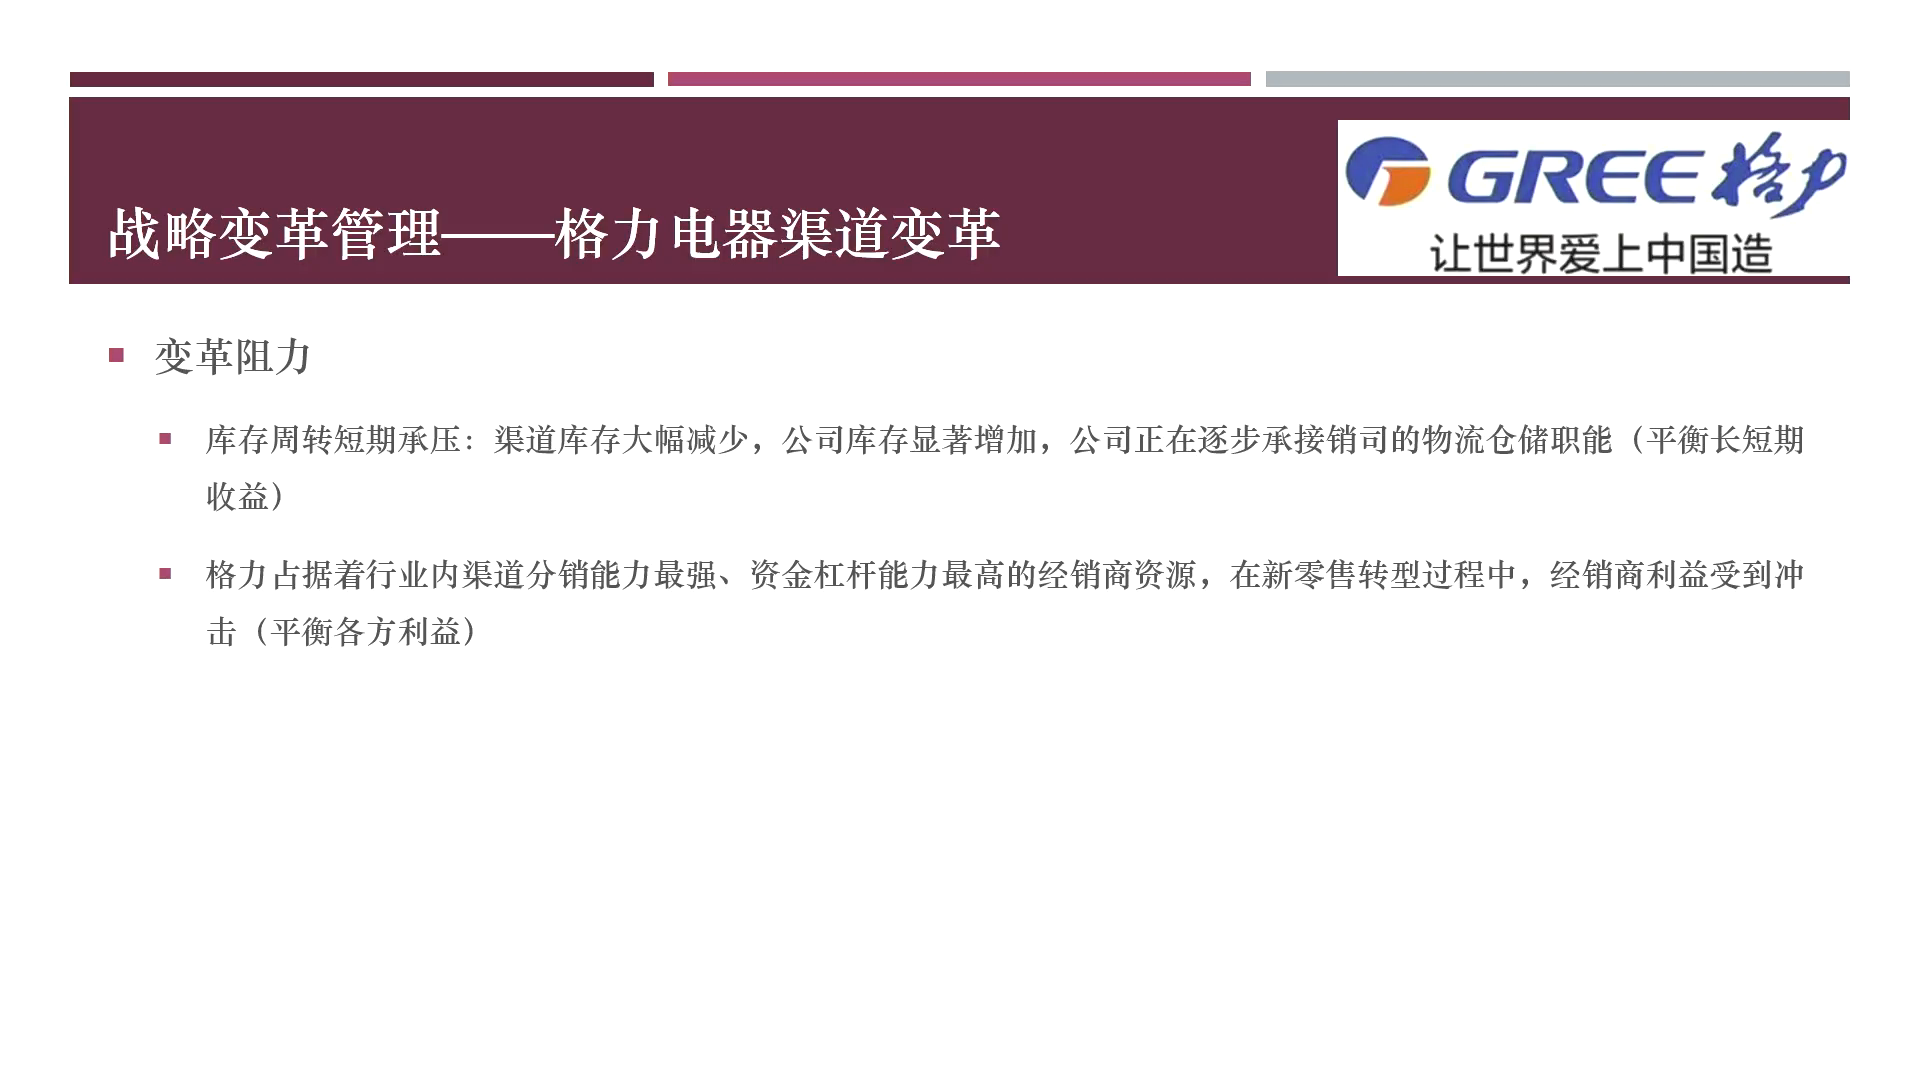 战略变革管理——格力电器渠道变革
GREE格力
让世界爱上中国造
变革阻力
库存周转短期承压：渠道库存大幅减少，公司库存显著增加，公司正在逐步承接销司的物流仓储职能（平衡长短期
收益）
格力占据着行业内渠道分销能力最强、资金杠杆能力最高的经销商资源，在新零售转型过程中，经销商利益受到冲
击（平衡各方利益）